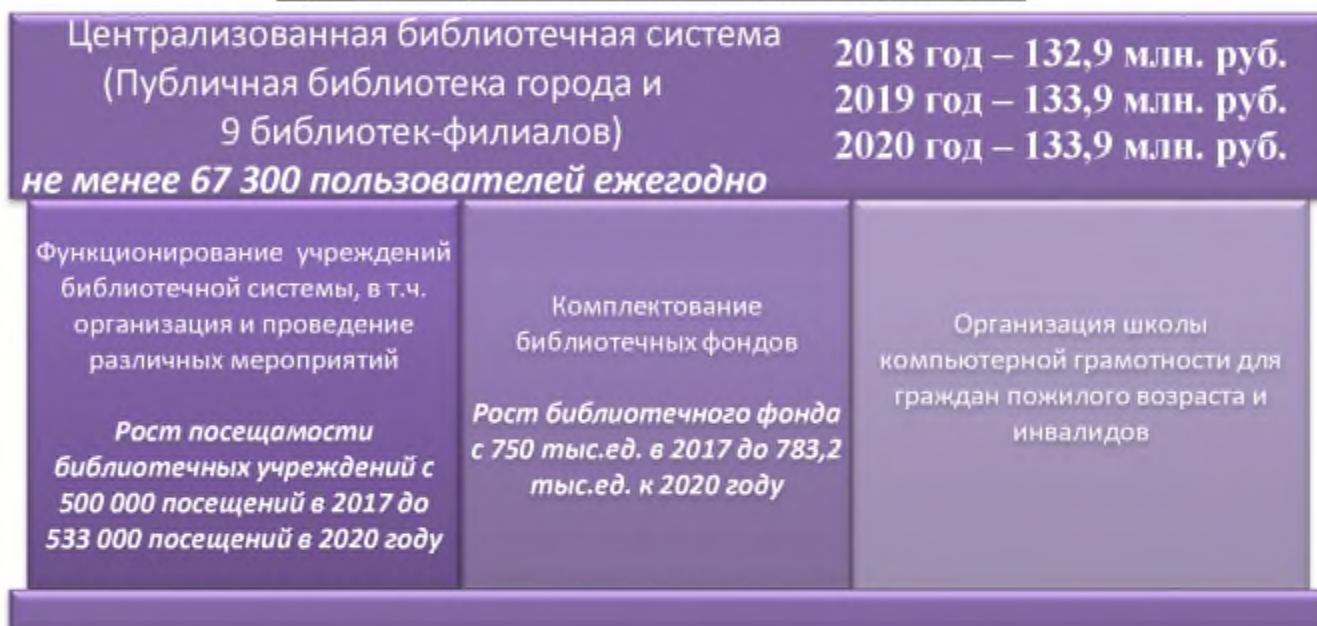 Централизованная библиотечная система
(Публичная библиотека города и
9 библиотек-филиалов)
не менее 67 300 пользователей ежегодно
2018 год – 132,9 млн. руб.
2019 год – 133,9 млн. руб.
2020 год – 133,9 млн. руб.
Функционирование учреждений
библиотечной системы, в т.ч.
организация и проведение
различных мероприятий
Рост посещамости
библиотечных учреждений с
500 000 посещений в 2017 до
533 000 посещений в 2020 году
Комплектование
библиотечных фондов
Рост библиотечного фонда
с 750 тыс.ед. в 2017 до 783,2
тыс.ед. к 2020 году
Организация школы
компьютерной грамотности для
граждан пожилого возраста и
инвалидов